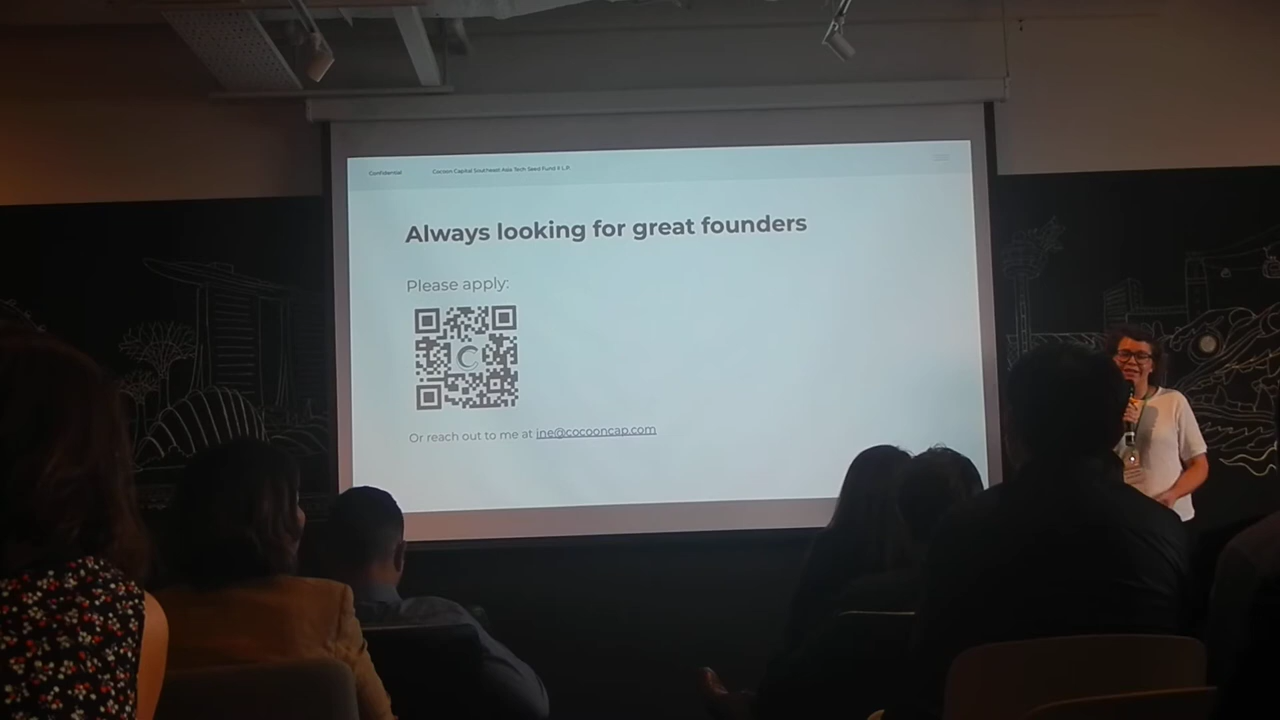 Confidential
Cocoon Capital Southeast Asia Tech Seed Fund II L.P.
Always looking for great founders
Please apply:
Or reach out to me at ine@cocooncap.com